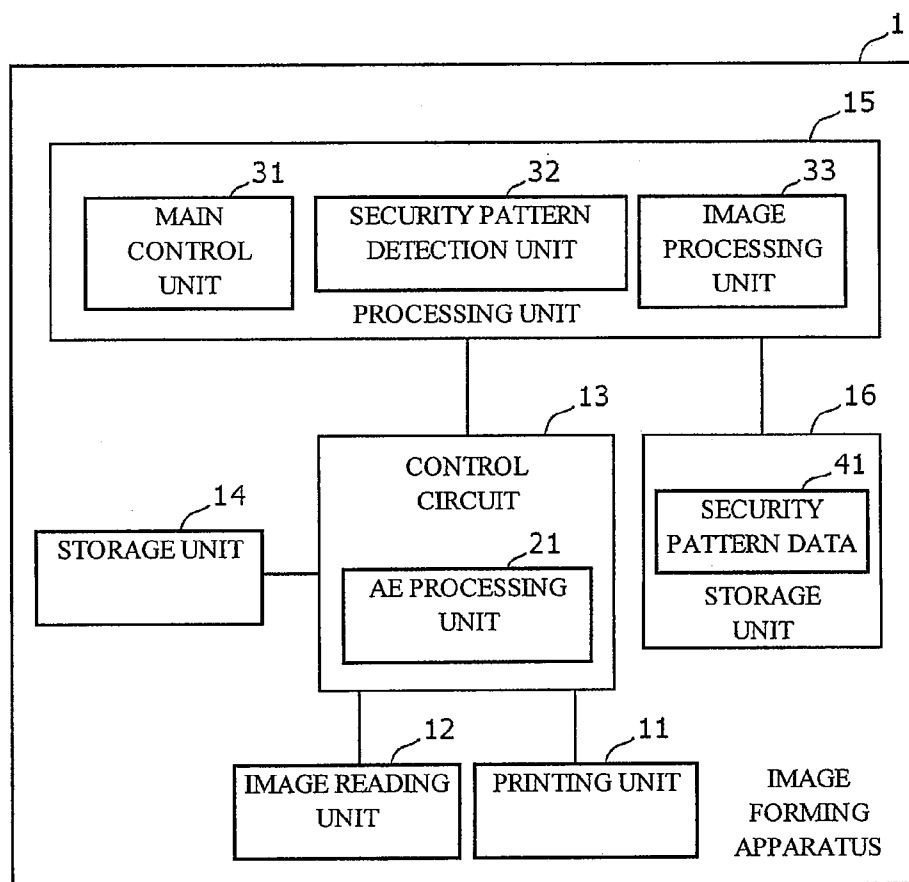 1
15
31
MAIN
CONTROL
UNIT
32
SECURITY PATTERN
DETECTION UNIT
33
IMAGE
PROCESSING
UNIT
PROCESSING UNIT
13
CONTROL
CIRCUIT
21
AE PROCESSING
UNIT
14
STORAGE UNIT
16
41
SECURITY
PATTERN DATA
STORAGE
UNIT
12
IMAGE READING
UNIT
11
PRINTING UNIT
IMAGE
FORMING
APPARATUS